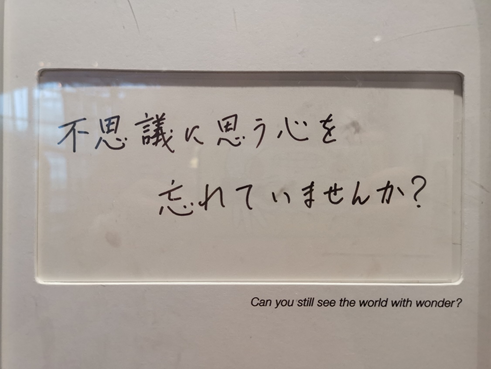 不思議に思う心を
忘れていませんか?
Can you still see the world with wonder?